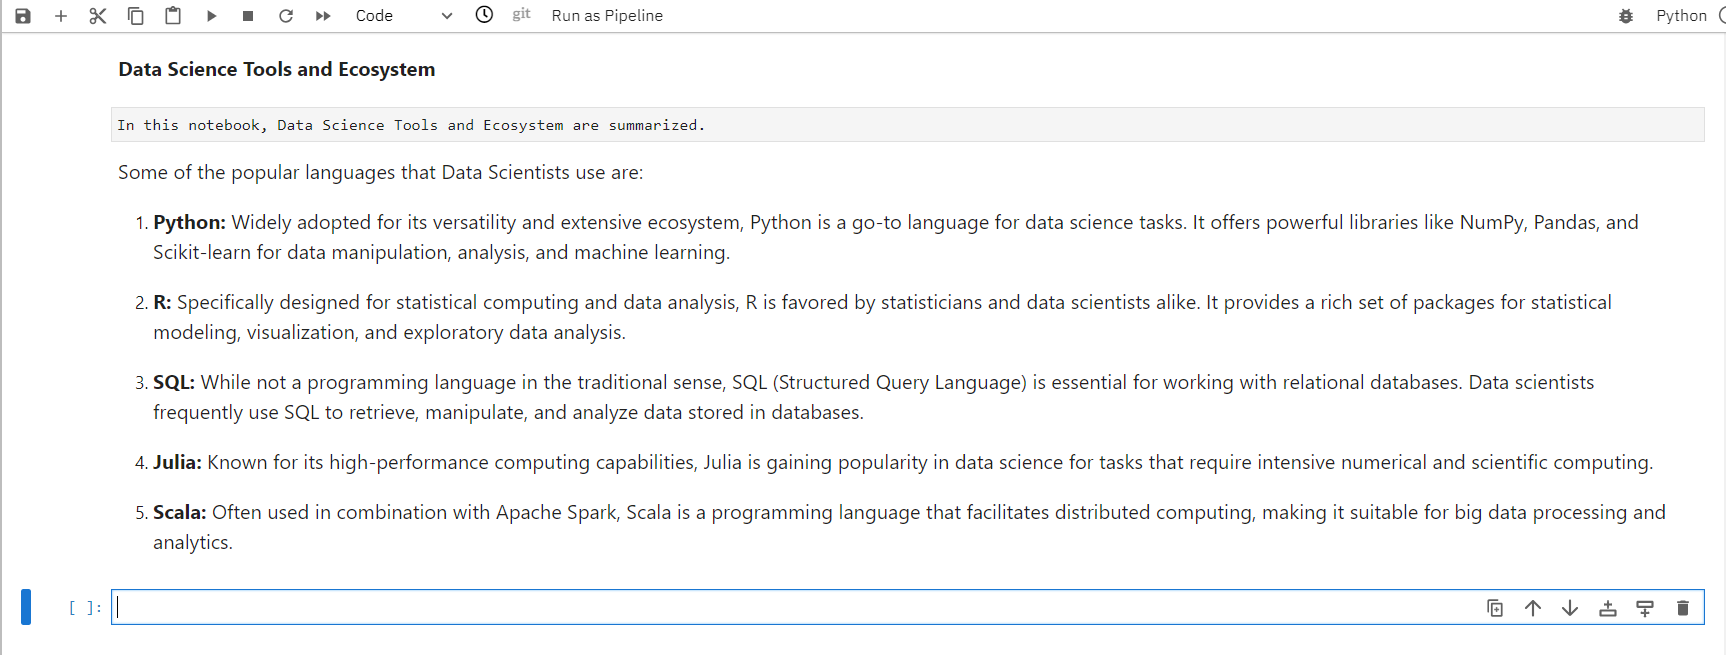 Code git Run as Pipeline Python
Data Science Tools and Ecosystem
In this notebook, Data Science Tools and Ecosystem are summarized.
Some of the popular languages that Data Scientists use are:
1. Python: Widely adopted for its versatility and extensive ecosystem, Python is a go-to language for data science tasks. It offers powerful libraries like NumPy, Pandas, and
Scikit-learn for data manipulation, analysis, and machine learning.
2. R: Specifically designed for statistical computing and data analysis, R is favored by statisticians and data scientists alike. It provides a rich set of packages for statistical
modeling, visualization, and exploratory data analysis.
3. SQL: While not a programming language in the traditional sense, SQL (Structured Query Language) is essential for working with relational databases. Data scientists
frequently use SQL to retrieve, manipulate, and analyze data stored in databases.
4. Julia: Known for its high-performance computing capabilities, Julia is gaining popularity in data science for tasks that require intensive numerical and scientific computing.
5. Scala: Often used in combination with Apache Spark, Scala is a programming language that facilitates distributed computing, making it suitable for big data processing and
analytics.
[ ]: